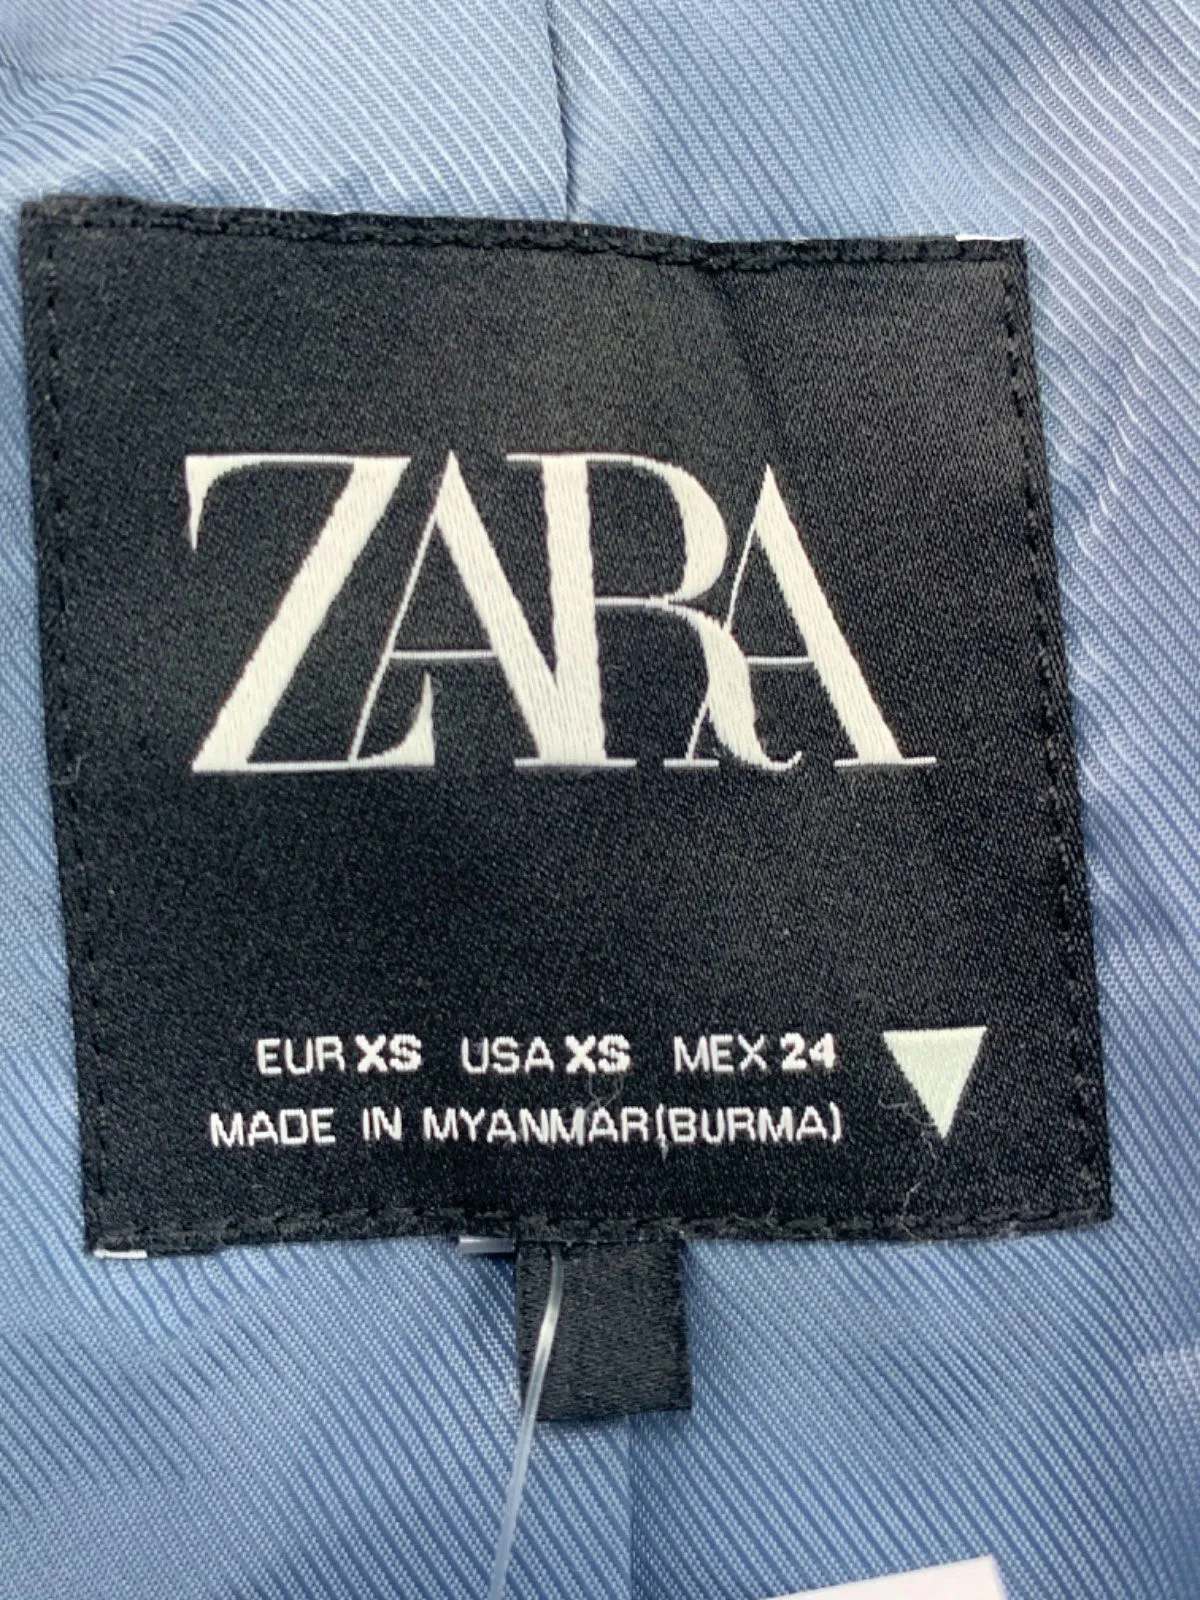 ZARA
EUR XS USA XS MEX 24
MADE IN MYANMAR(BURMA)